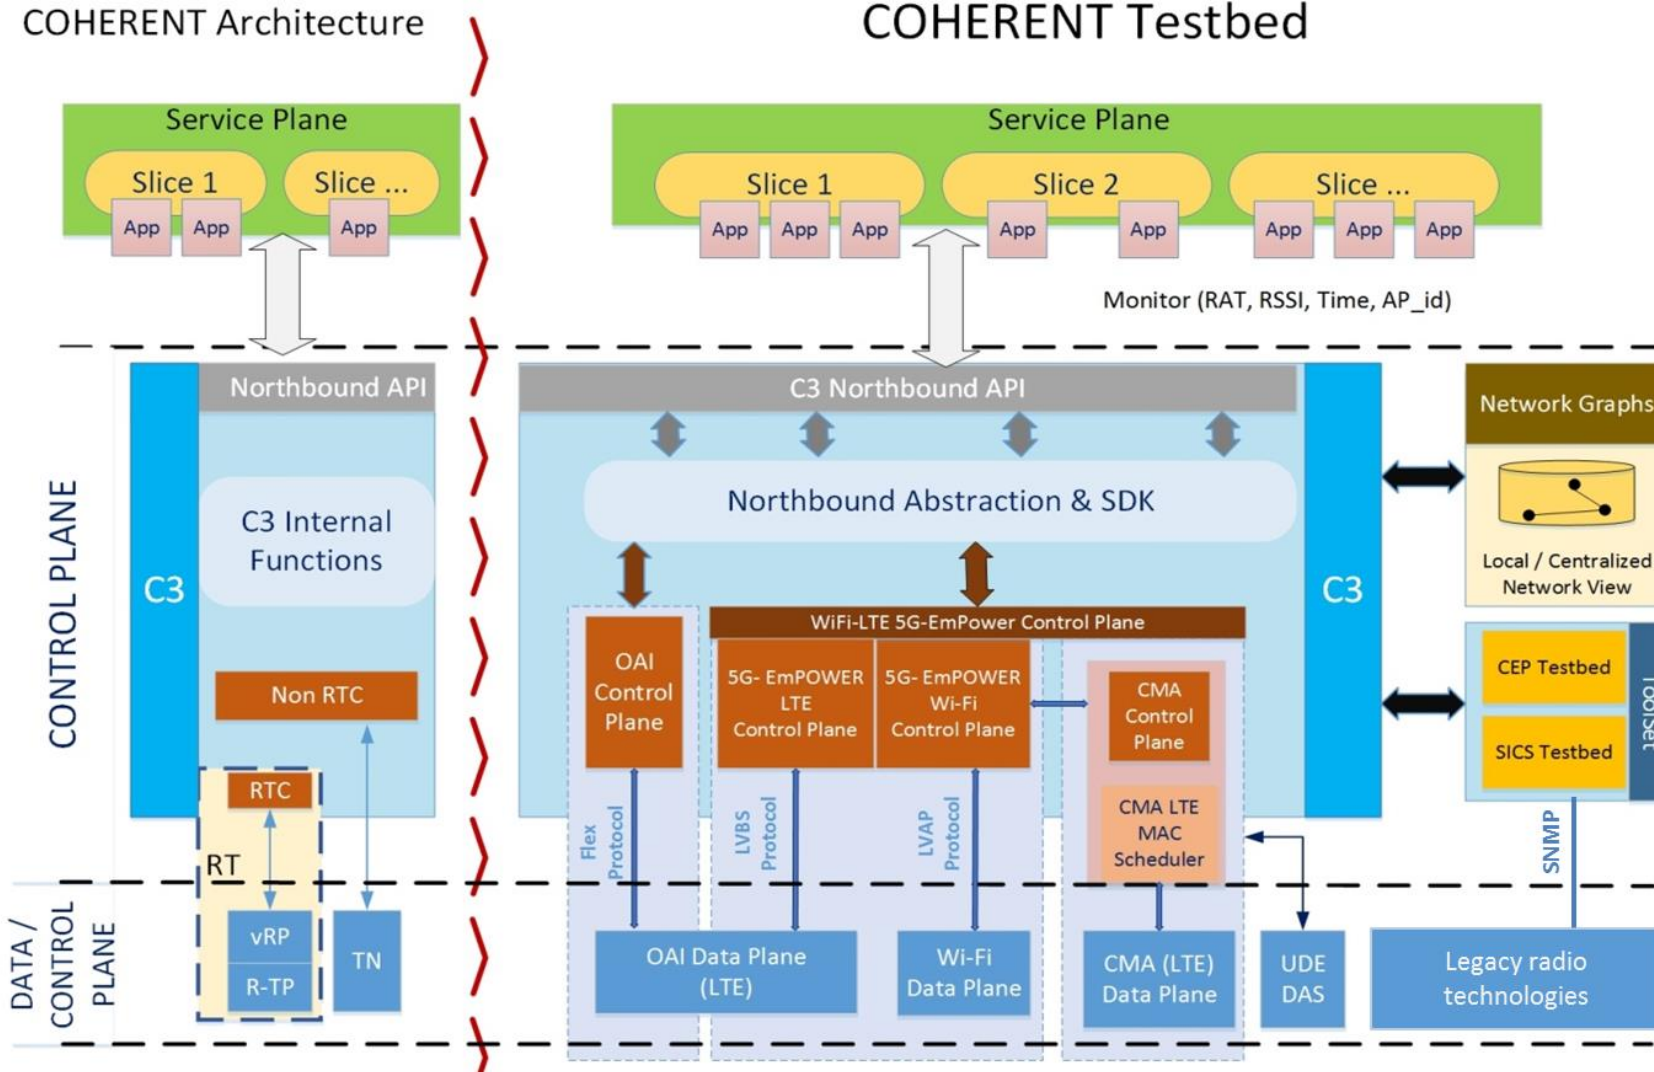 COHERENT Architecture
COHERENT Testbed
Service Plane
Slice 1
Slice ...
App
App
App
Service Plane
Slice 1
Slice 2
Slice ...
App
App
App
App
App
App
App
App
Monitor (RAT, RSSI, Time, AP_id)
CONTROL PLANE
C3
Northbound API
C3 Internal
Functions
Non RTC
RTC
RT
DATA /
CONTROL
PLANE
vRP
R-TP
TN
C3 Northbound API
Northbound Abstraction & SDK
C3
WiFi-LTE 5G-EmPower Control Plane
OAI
Control
Plane
5G- EmPOWER
LTE
Control Plane
5G- EmPOWER
Wi-Fi
Control Plane
CMA
Control
Plane
CMA LTE
MAC
Scheduler
Flex
Protocol
LVBS
Protocol
LVAP
Protocol
OAI Data Plane
(LTE)
Wi-Fi
Data Plane
CMA (LTE)
Data Plane
UDE
DAS
Network Graphs
Local / Centralized
Network View
CEP Testbed
SICS Testbed
Toolset
SNMP
Legacy radio
technologies